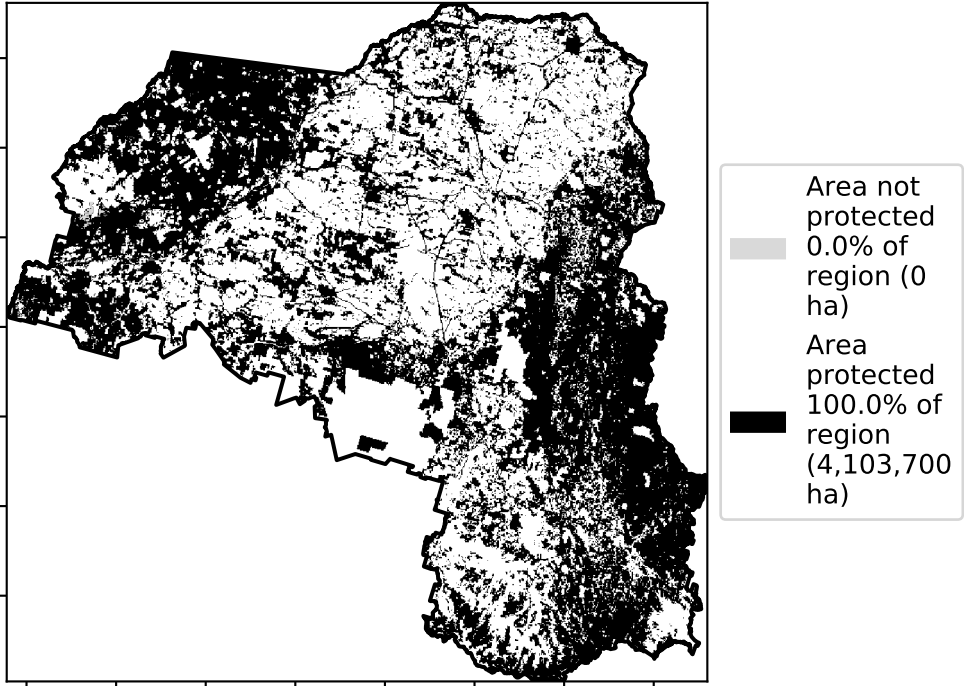 Area not
protected
0.0% of
region (0
ha)
Area
protected
100.0% of
region
(4,103,700
ha)